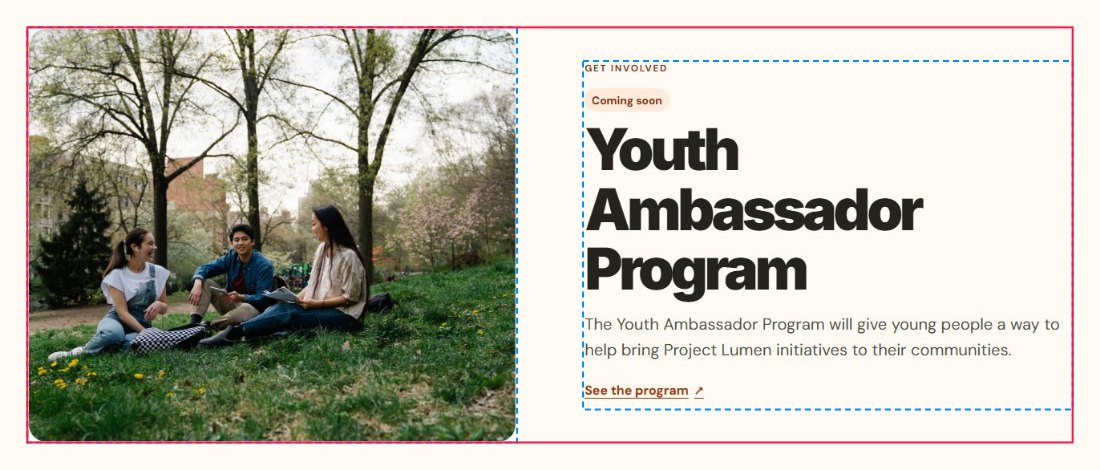 GET INVOLVED
Coming soon
Youth
Ambassador
Program
The Youth Ambassador Program will give young people a way to
help bring Project Lumen initiatives to their communities.
See the program ↗